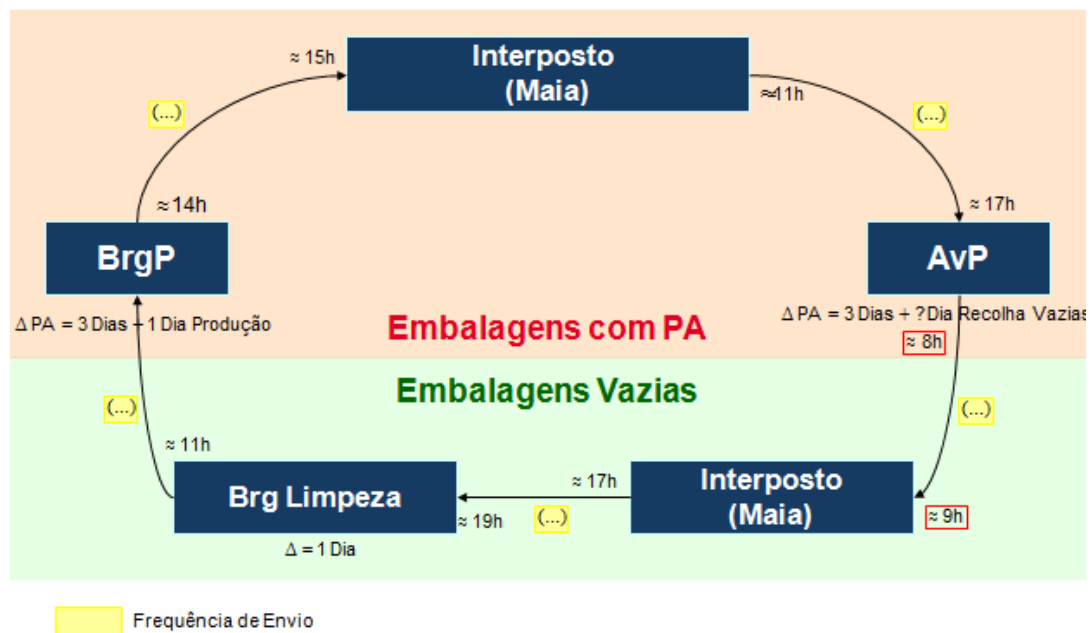 ≈ 15h
Interposto
(Maia)
≈11h
(...)
(...)
≈ 14h
≈ 17h
BrgP
AvP
Δ PA = 3 Dias + 1 Dia Produção
Δ PA = 3 Dias + ?Dia Recolha Vazias
Embalagens com PA
≈ 8h
Embalagens Vazias
(...)
(...)
≈ 11h
Brg Limpeza
≈ 17h
Interposto
(Maia)
≈ 19h
(...)
≈ 9h
Δ = 1 Dia
Frequência de Envio